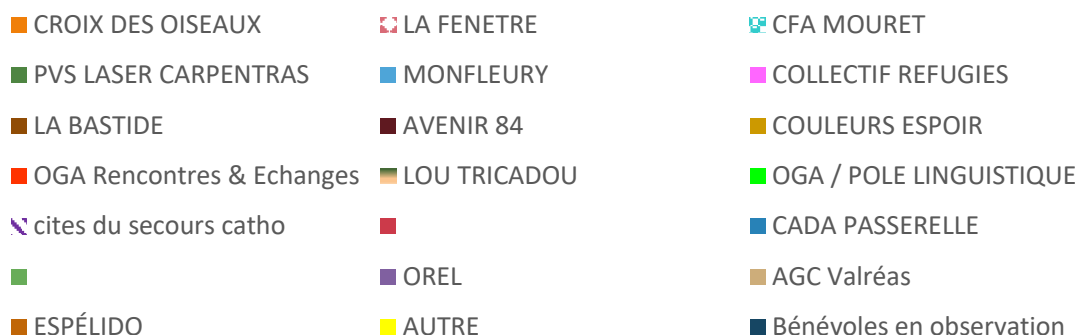 CROIX DES OISEAUX
LA FENETRE
CFA MOURET
PVS LASER CARPENTRAS
MONFLEURY
COLLECTIF REFUGIES
LA BASTIDE
AVENIR 84
COULEURS ESPOIR
OGA Rencontres & Echanges
LOU TRICADOU
OGA / POLE LINGUISTIQUE
cites du secours catho
CADA PASSERELLE
OREL
AGC Valréas
ESPÉLIDO
AUTRE
Bénévoles en observation